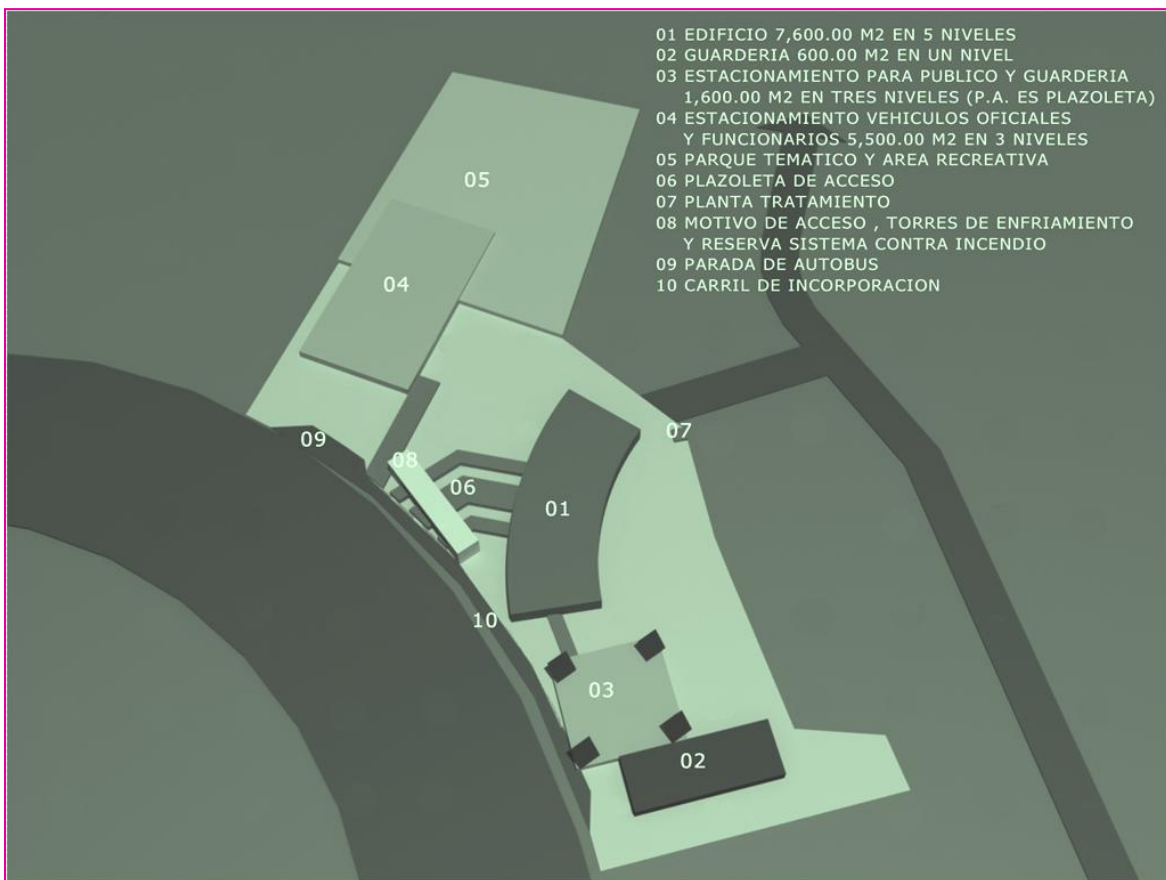 01 EDIFICIO 7,600.00 M2 EN 5 NIVELES
02 GUARDERIA 600.00 M2 EN UN NIVEL
03 ESTACIONAMIENTO PARA PUBLICO Y GUARDERIA
1,600.00 M2 EN TRES NIVELES (P.A. ES PLAZOLETA)
04 ESTACIONAMIENTO VEHICULOS OFICIALES
Y FUNCIONARIOS 5,500.00 M2 EN 3 NIVELES
05 PARQUE TEMATICO Y AREA RECREATIVA
06 PLAZOLETA DE ACCESO
07 PLANTA TRATAMIENTO
08 MOTIVO DE ACCESO , TORRES DE ENFRIAMIENTO
Y RESERVA SISTEMA CONTRA INCENDIO
09 PARADA DE AUTOBUS
10 CARRIL DE INCORPORACION
05
04
09
07
08
06
01
10
03
02